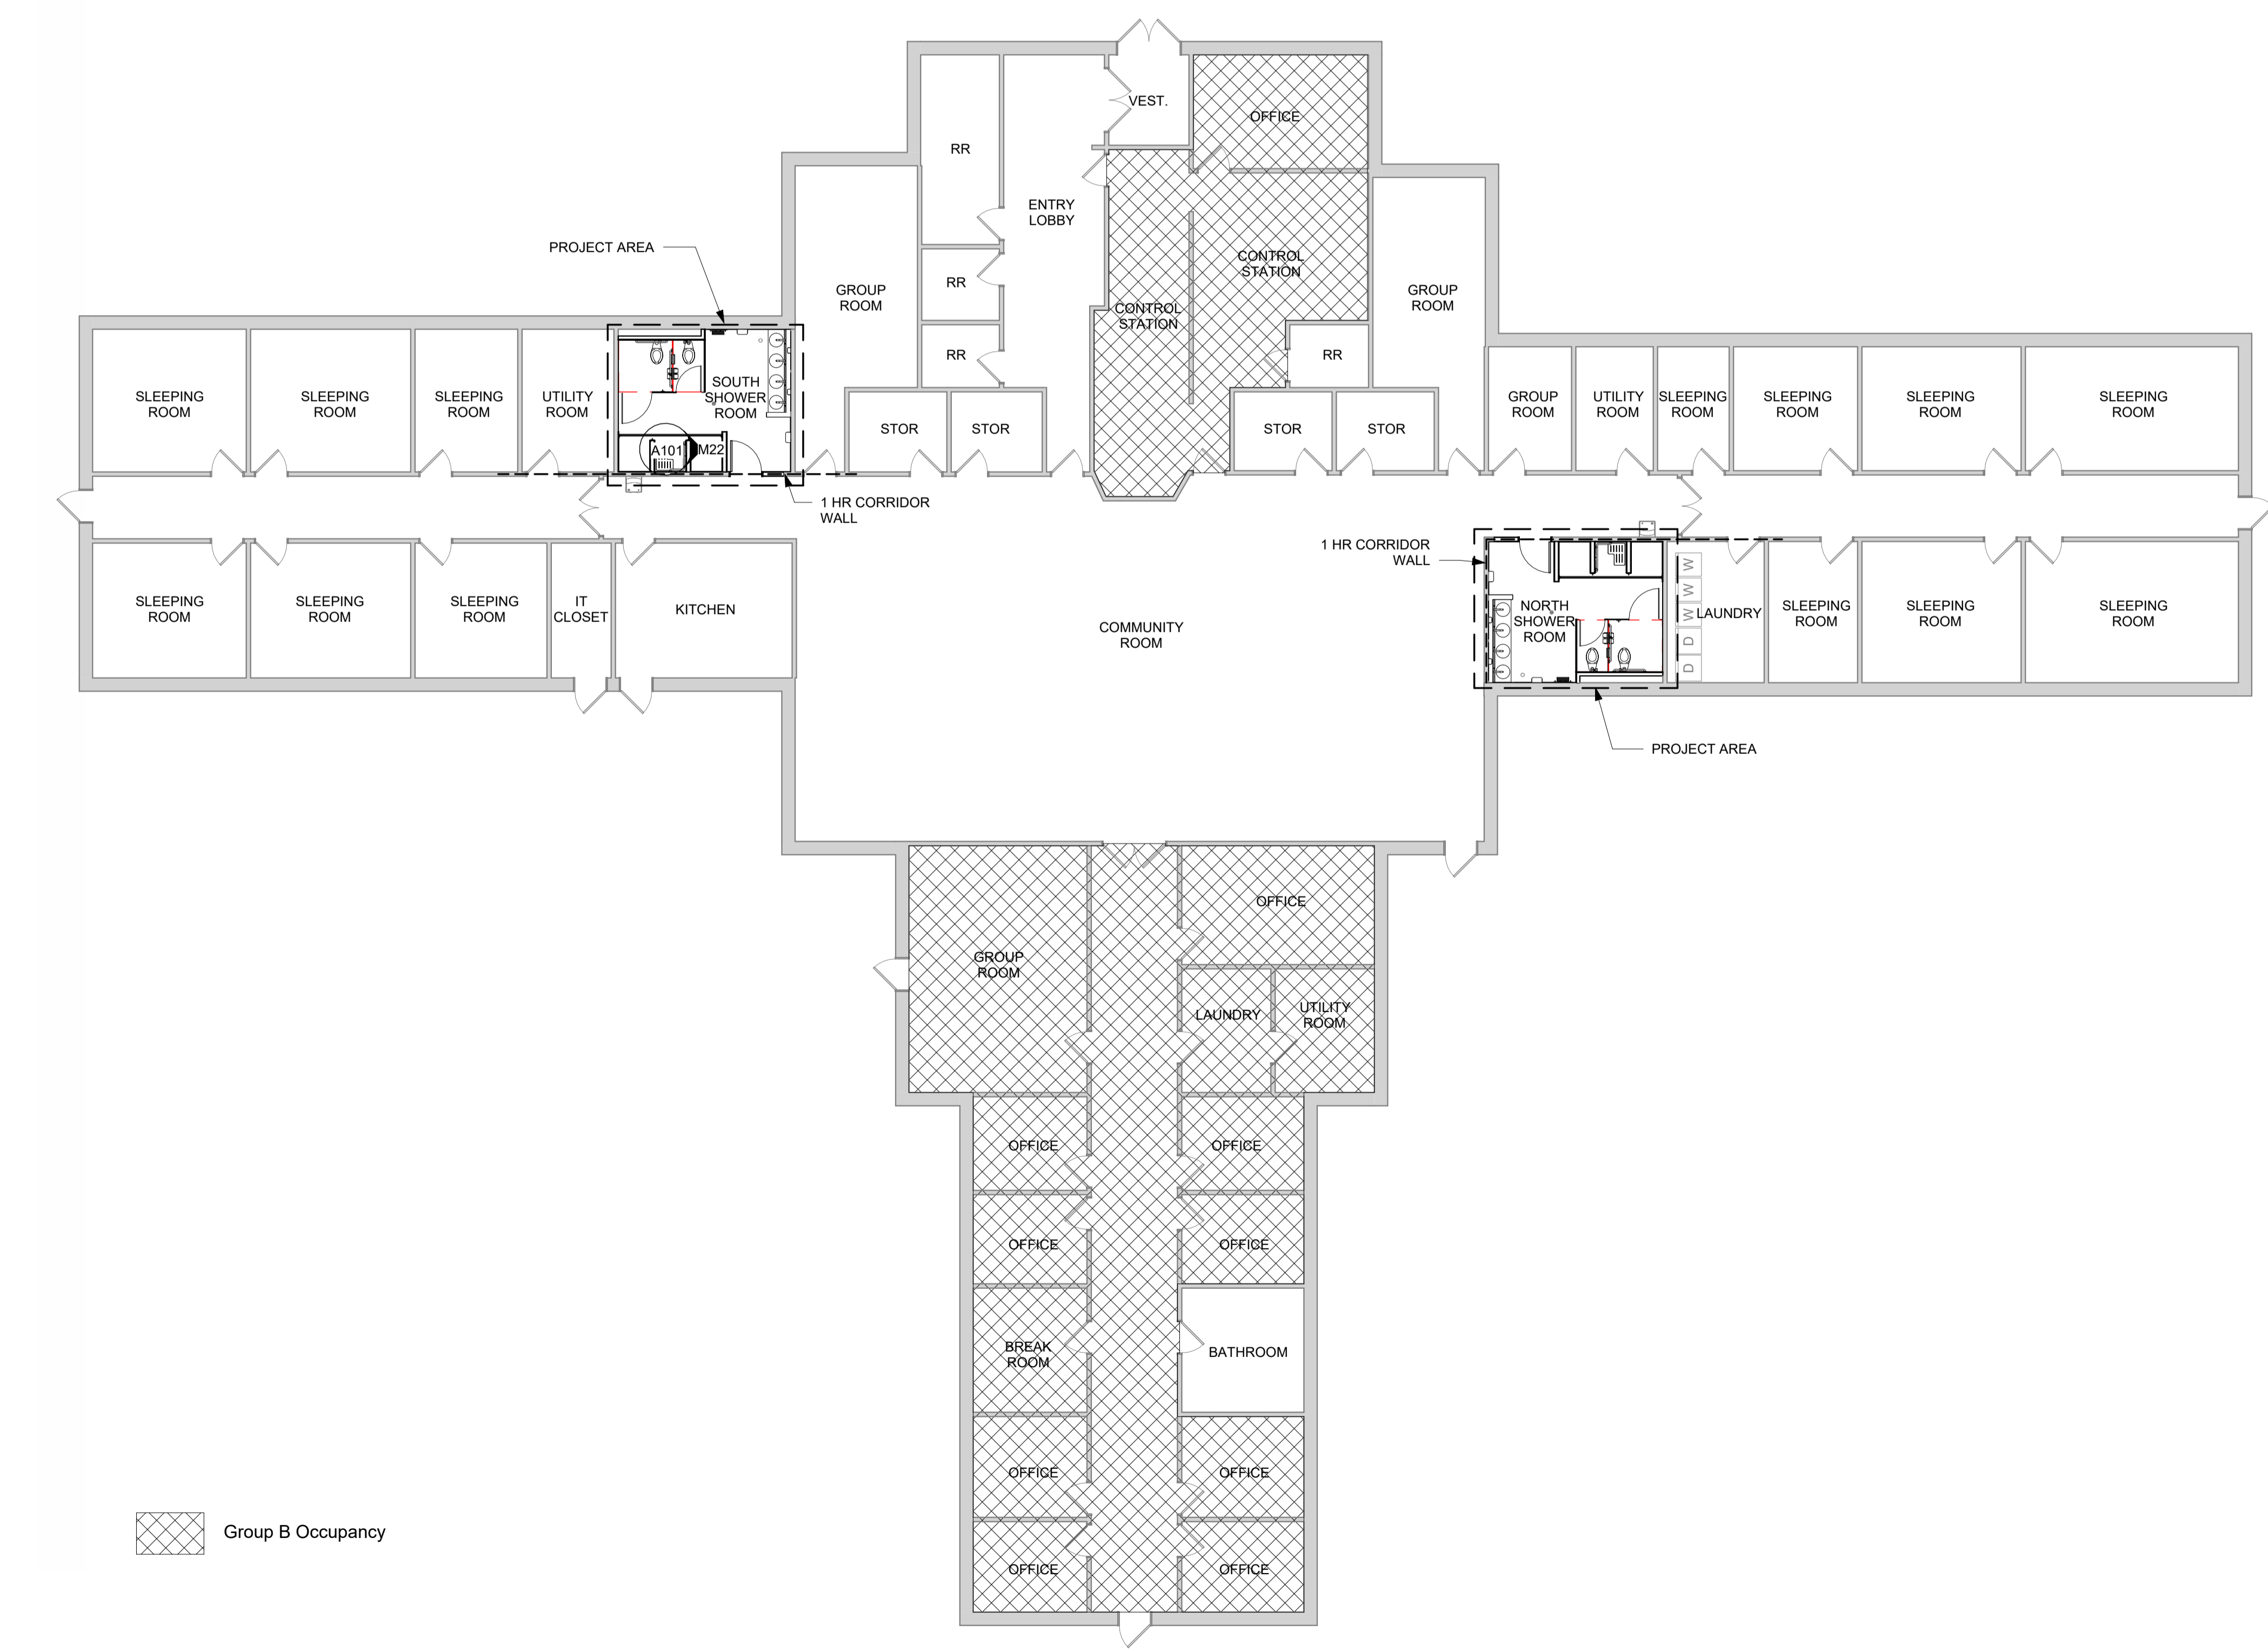 VEST.
OFFICE
RR
ENTRY
LOBBY
PROJECT AREA
CONTROL
STATION
RR
GROUP
ROOM
GROUP
ROOM
CONTROL
STATION
RR
RR
SLEEPING
ROOM
SLEEPING
ROOM
SLEEPING
ROOM
UTILITY
ROOM
SOUTH
SHOWER
ROOM
GROUP
ROOM
UTILITY
ROOM
SLEEPING
ROOM
SLEEPING
ROOM
SLEEPING
ROOM
SLEEPING
ROOM
STOR
STOR
STOR
STOR
A101
M22
1 HR CORRIDOR
WALL
1 HR CORRIDOR
WALL
SLEEPING
ROOM
SLEEPING
ROOM
SLEEPING
ROOM
IT
CLOSET
KITCHEN
COMMUNITY
ROOM
NORTH
SHOWER
ROOM
W
W
W
D
D
LAUNDRY
SLEEPING
ROOM
SLEEPING
ROOM
SLEEPING
ROOM
PROJECT AREA
OFFICE
GROUP
ROOM
LAUNDRY
UTILITY
ROOM
OFFICE
OFFICE
OFFICE
OFFICE
BREAK
ROOM
BATHROOM
OFFICE
OFFICE
OFFICE
OFFICE
Group B Occupancy